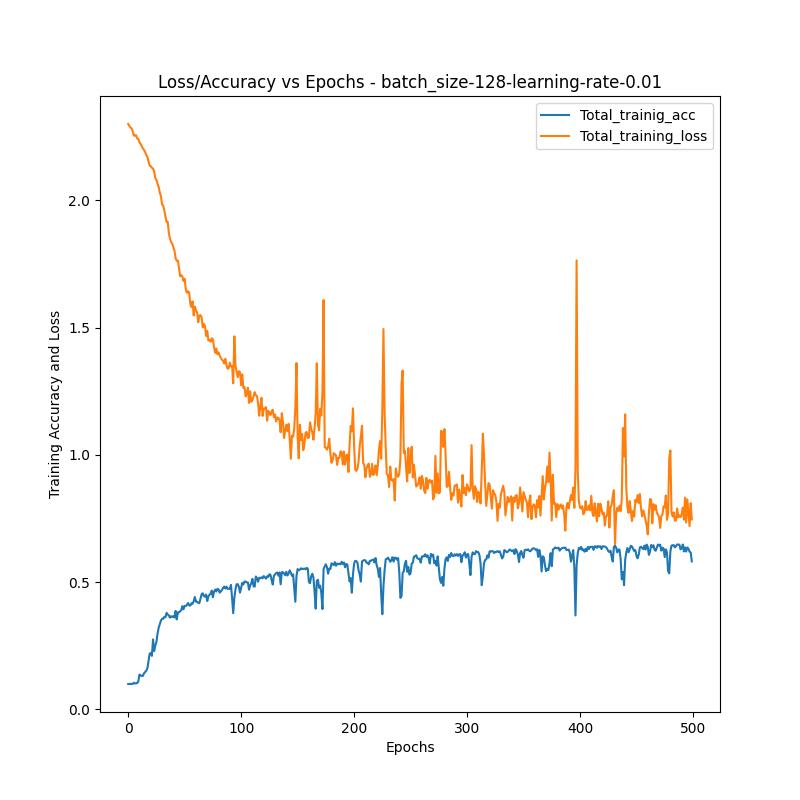 Loss/Accuracy vs Epochs - batch_size-128-learning-rate-0.01
Total_trainig_acc
Total_training_loss
2.0
1.5
1.0
0.5
0.0
Training Accuracy and Loss
0 100 200 300 400 500
Epochs